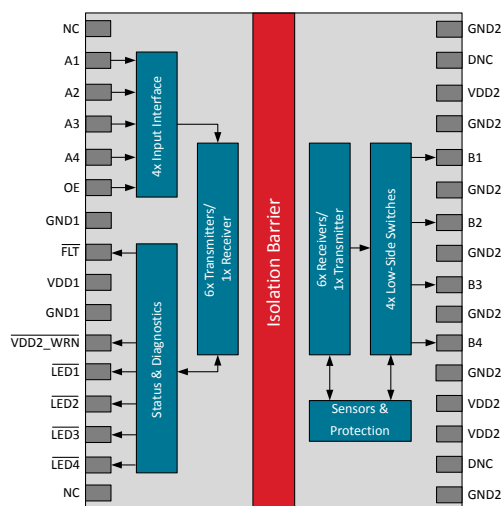 NC
A1
A2
A3
A4
OE
GND1
FLT
VDD1
GND1
VDD2_WRN
LED1
LED2
LED3
LED4
NC
4x Input Interface
Status & Diagnostics
6x Transmitters/
1x Receiver
Isolation Barrier
6x Receivers/
1x Transmitter
4x Low-Side Switches
Sensors &
Protection
GND2
DNC
VDD2
GND2
B1
GND2
B2
GND2
B3
GND2
B4
GND2
VDD2
VDD2
DNC
GND2